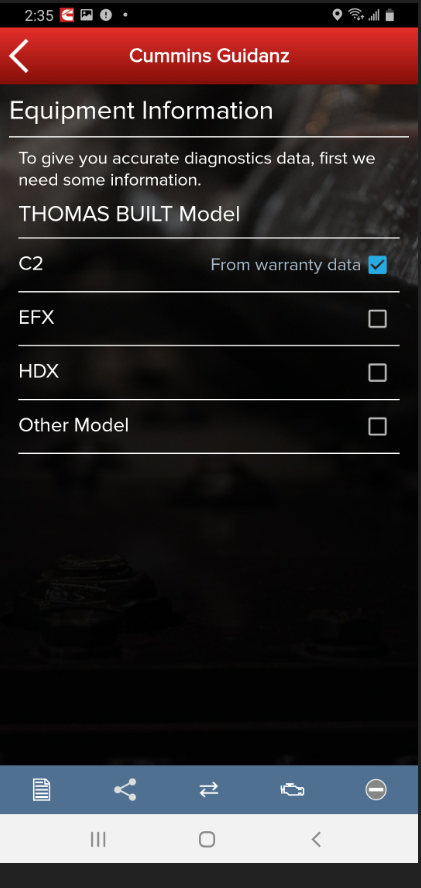 2:35
Cummins Guidanz
Equipment Information
To give you accurate diagnostics data, first we
need some information.
THOMAS BUILT Model
C2 From warranty data
EFX
HDX
Other Model